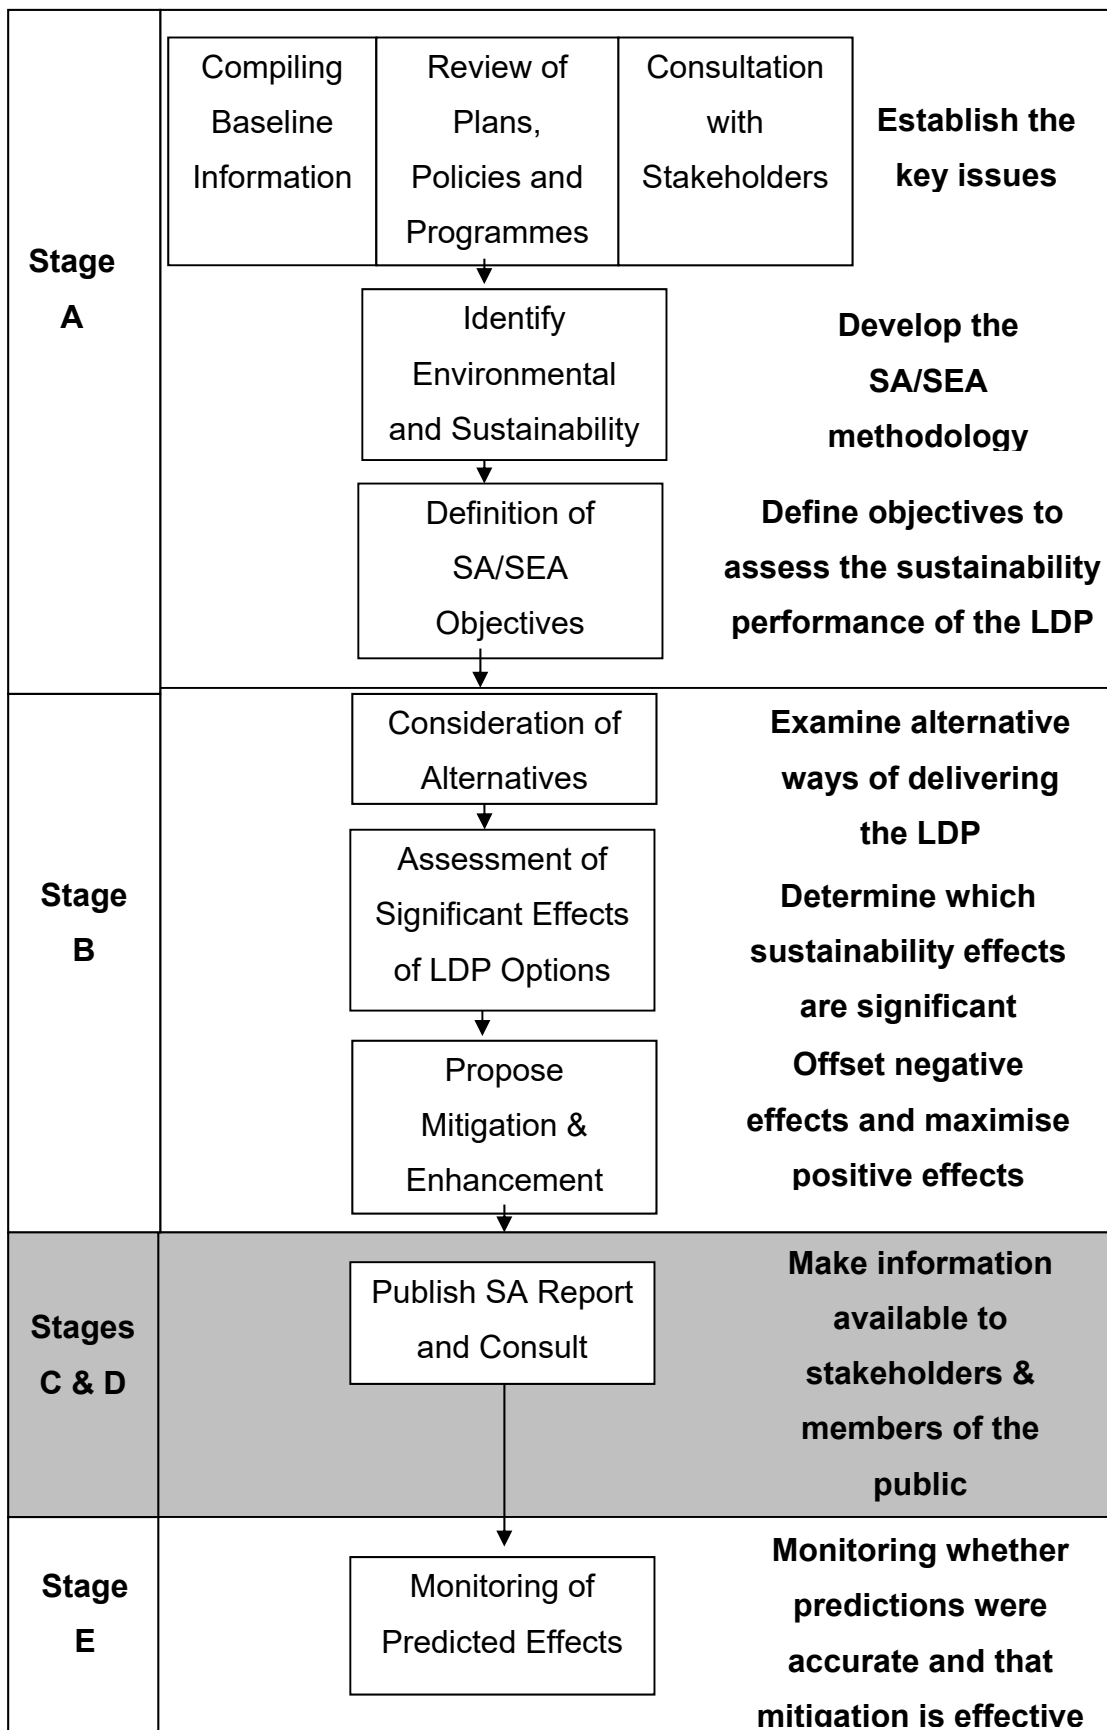 Stage
A
Compiling
Baseline
Information
Review of
Plans,
Policies and
Programmes
Consultation
with
Stakeholders
Establish the
key issues
Identify
Environmental
and Sustainability
Develop the
SA/SEA
methodology
Definition of
SA/SEA
Objectives
Define objectives to
assess the sustainability
performance of the LDP
Stage
B
Consideration of
Alternatives
Examine alternative
ways of delivering
the LDP
Assessment of
Significant Effects
of LDP Options
Determine which
sustainability effects
are significant
Propose
Mitigation &
Enhancement
Offset negative
effects and maximise
positive effects
Stages
C & D
Publish SA Report
and Consult
Make information
available to
stakeholders &
members of the
public
Stage
E
Monitoring of
Predicted Effects
Monitoring whether
predictions were
accurate and that
mitigation is effective